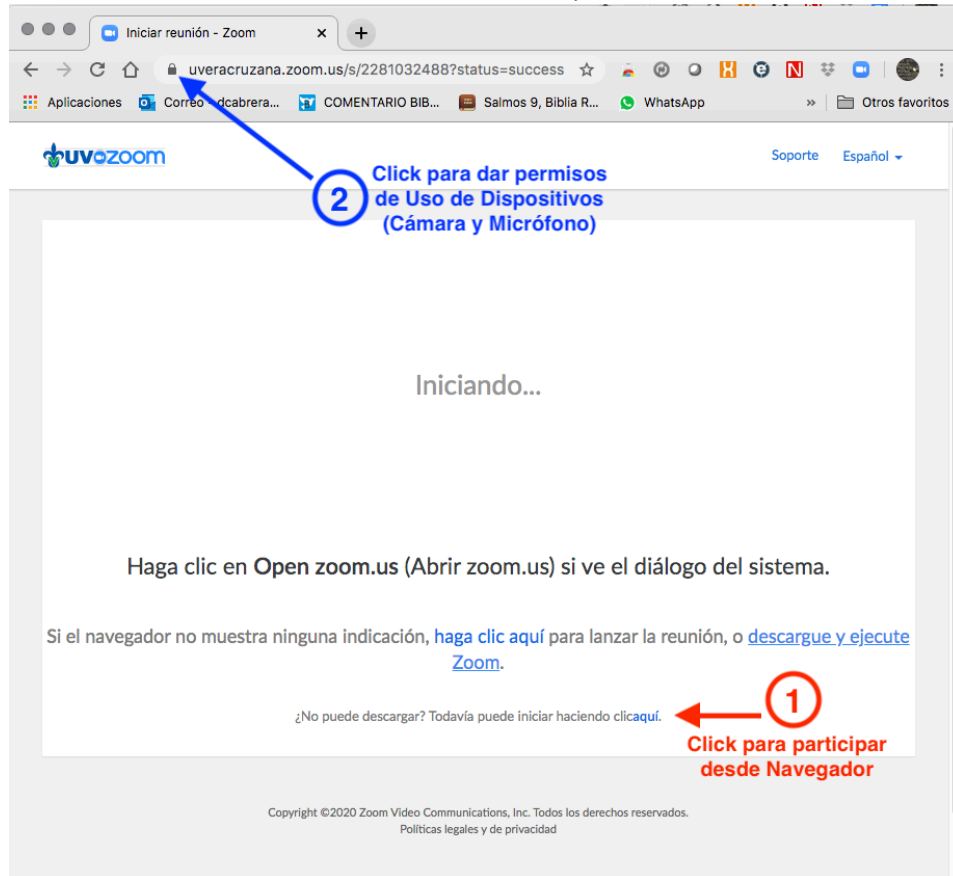 Iniciar reunión - Zoom
uveracruzana.zoom.us/s/2281032488?status=success
Aplicaciones Correo - dcabrera... COMENTARIO BIB... Salmos 9, Biblia R... WhatsApp » Otros favoritos
UV zoom Soporte Español
2
Click para dar permisos
de Uso de Dispositivos
(Cámara y Micrófono)
Iniciando...
Haga clic en Open zoom.us (Abrir zoom.us) si ve el diálogo del sistema.
Si el navegador no muestra ninguna indicación, haga clic aquí para lanzar la reunión, o descargue y ejecute
Zoom.
¿No puede descargar? Todavía puede iniciar haciendo clicaquí.
1
Click para participar
desde Navegador
Copyright ©2020 Zoom Video Communications, Inc. Todos los derechos reservados.
Políticas legales y de privacidad